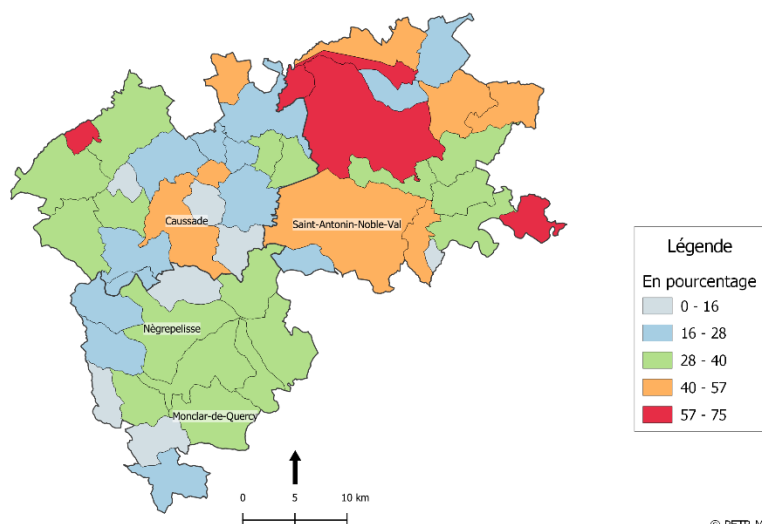 Caussade
Saint-Antonin-Noble-Val
Nègrepelisse
Monclar-de-Quercy
Légende
En pourcentage
0 - 16
16 - 28
28 - 40
40 - 57
57 - 75
0 5 10 km
©